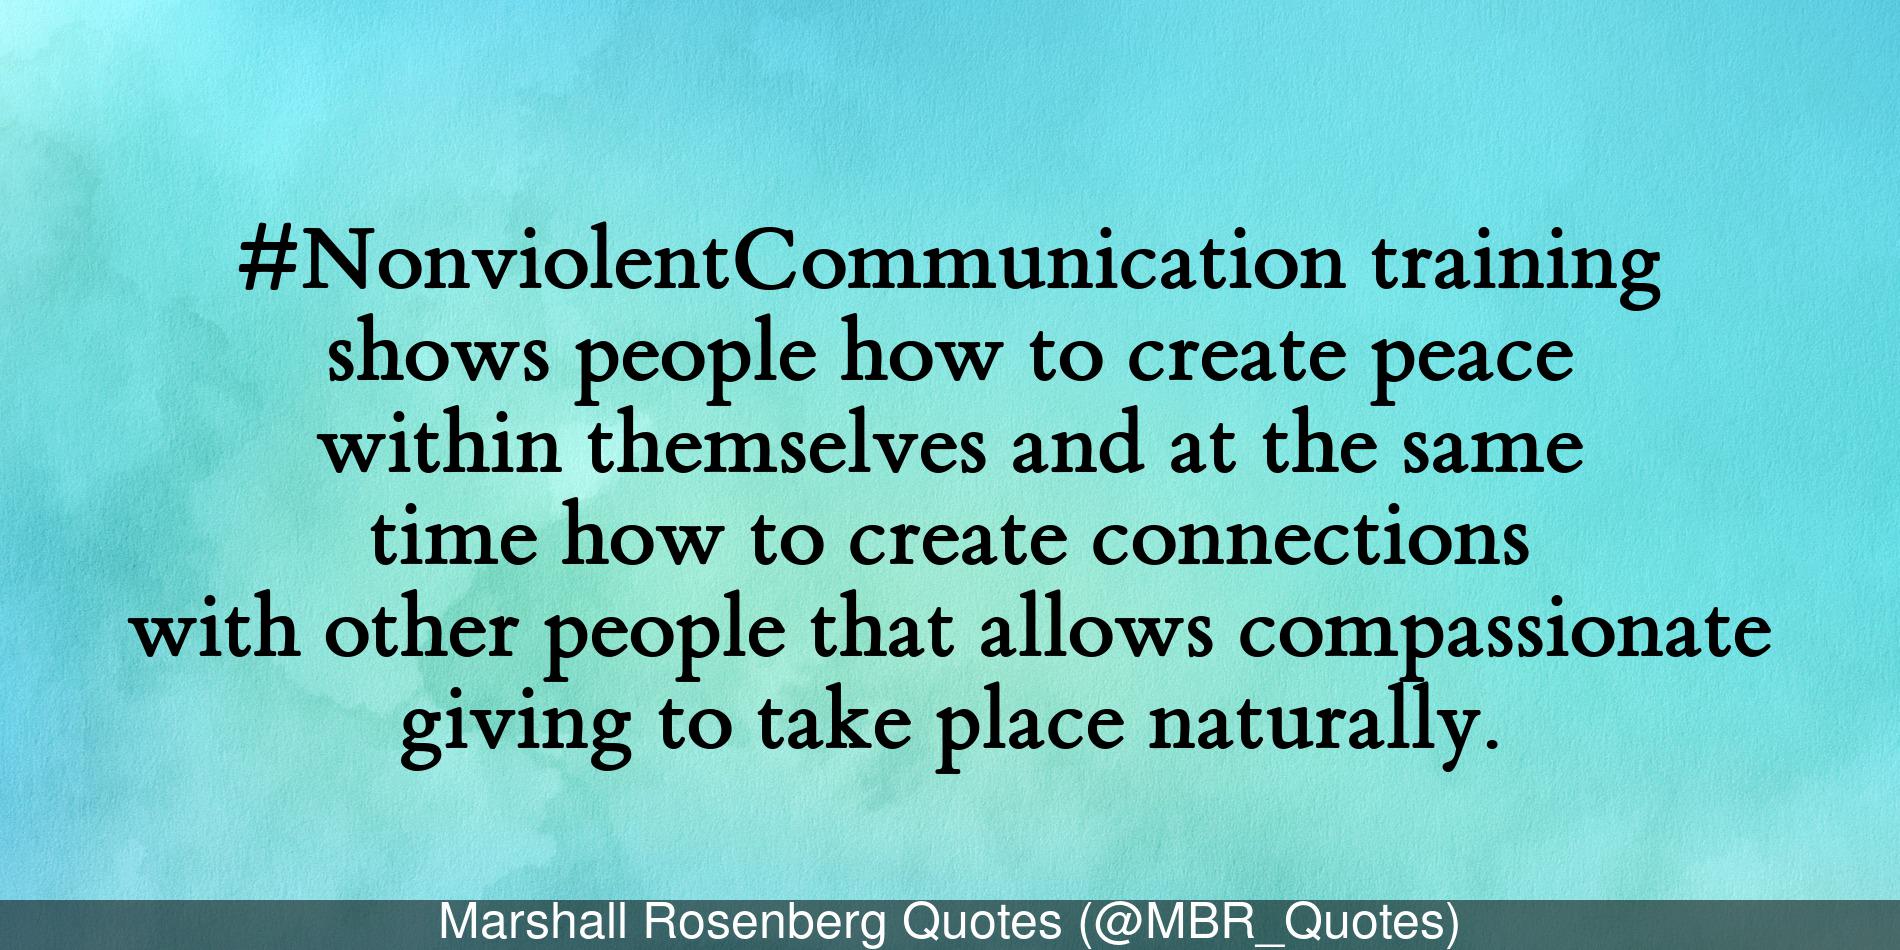 #NonviolentCommunication training
shows people how to create peace
within themselves and at the same
time how to create connections
with other people that allows compassionate
giving to take place naturally.
Marshall Rosenberg Quotes (@MBR_Quotes)